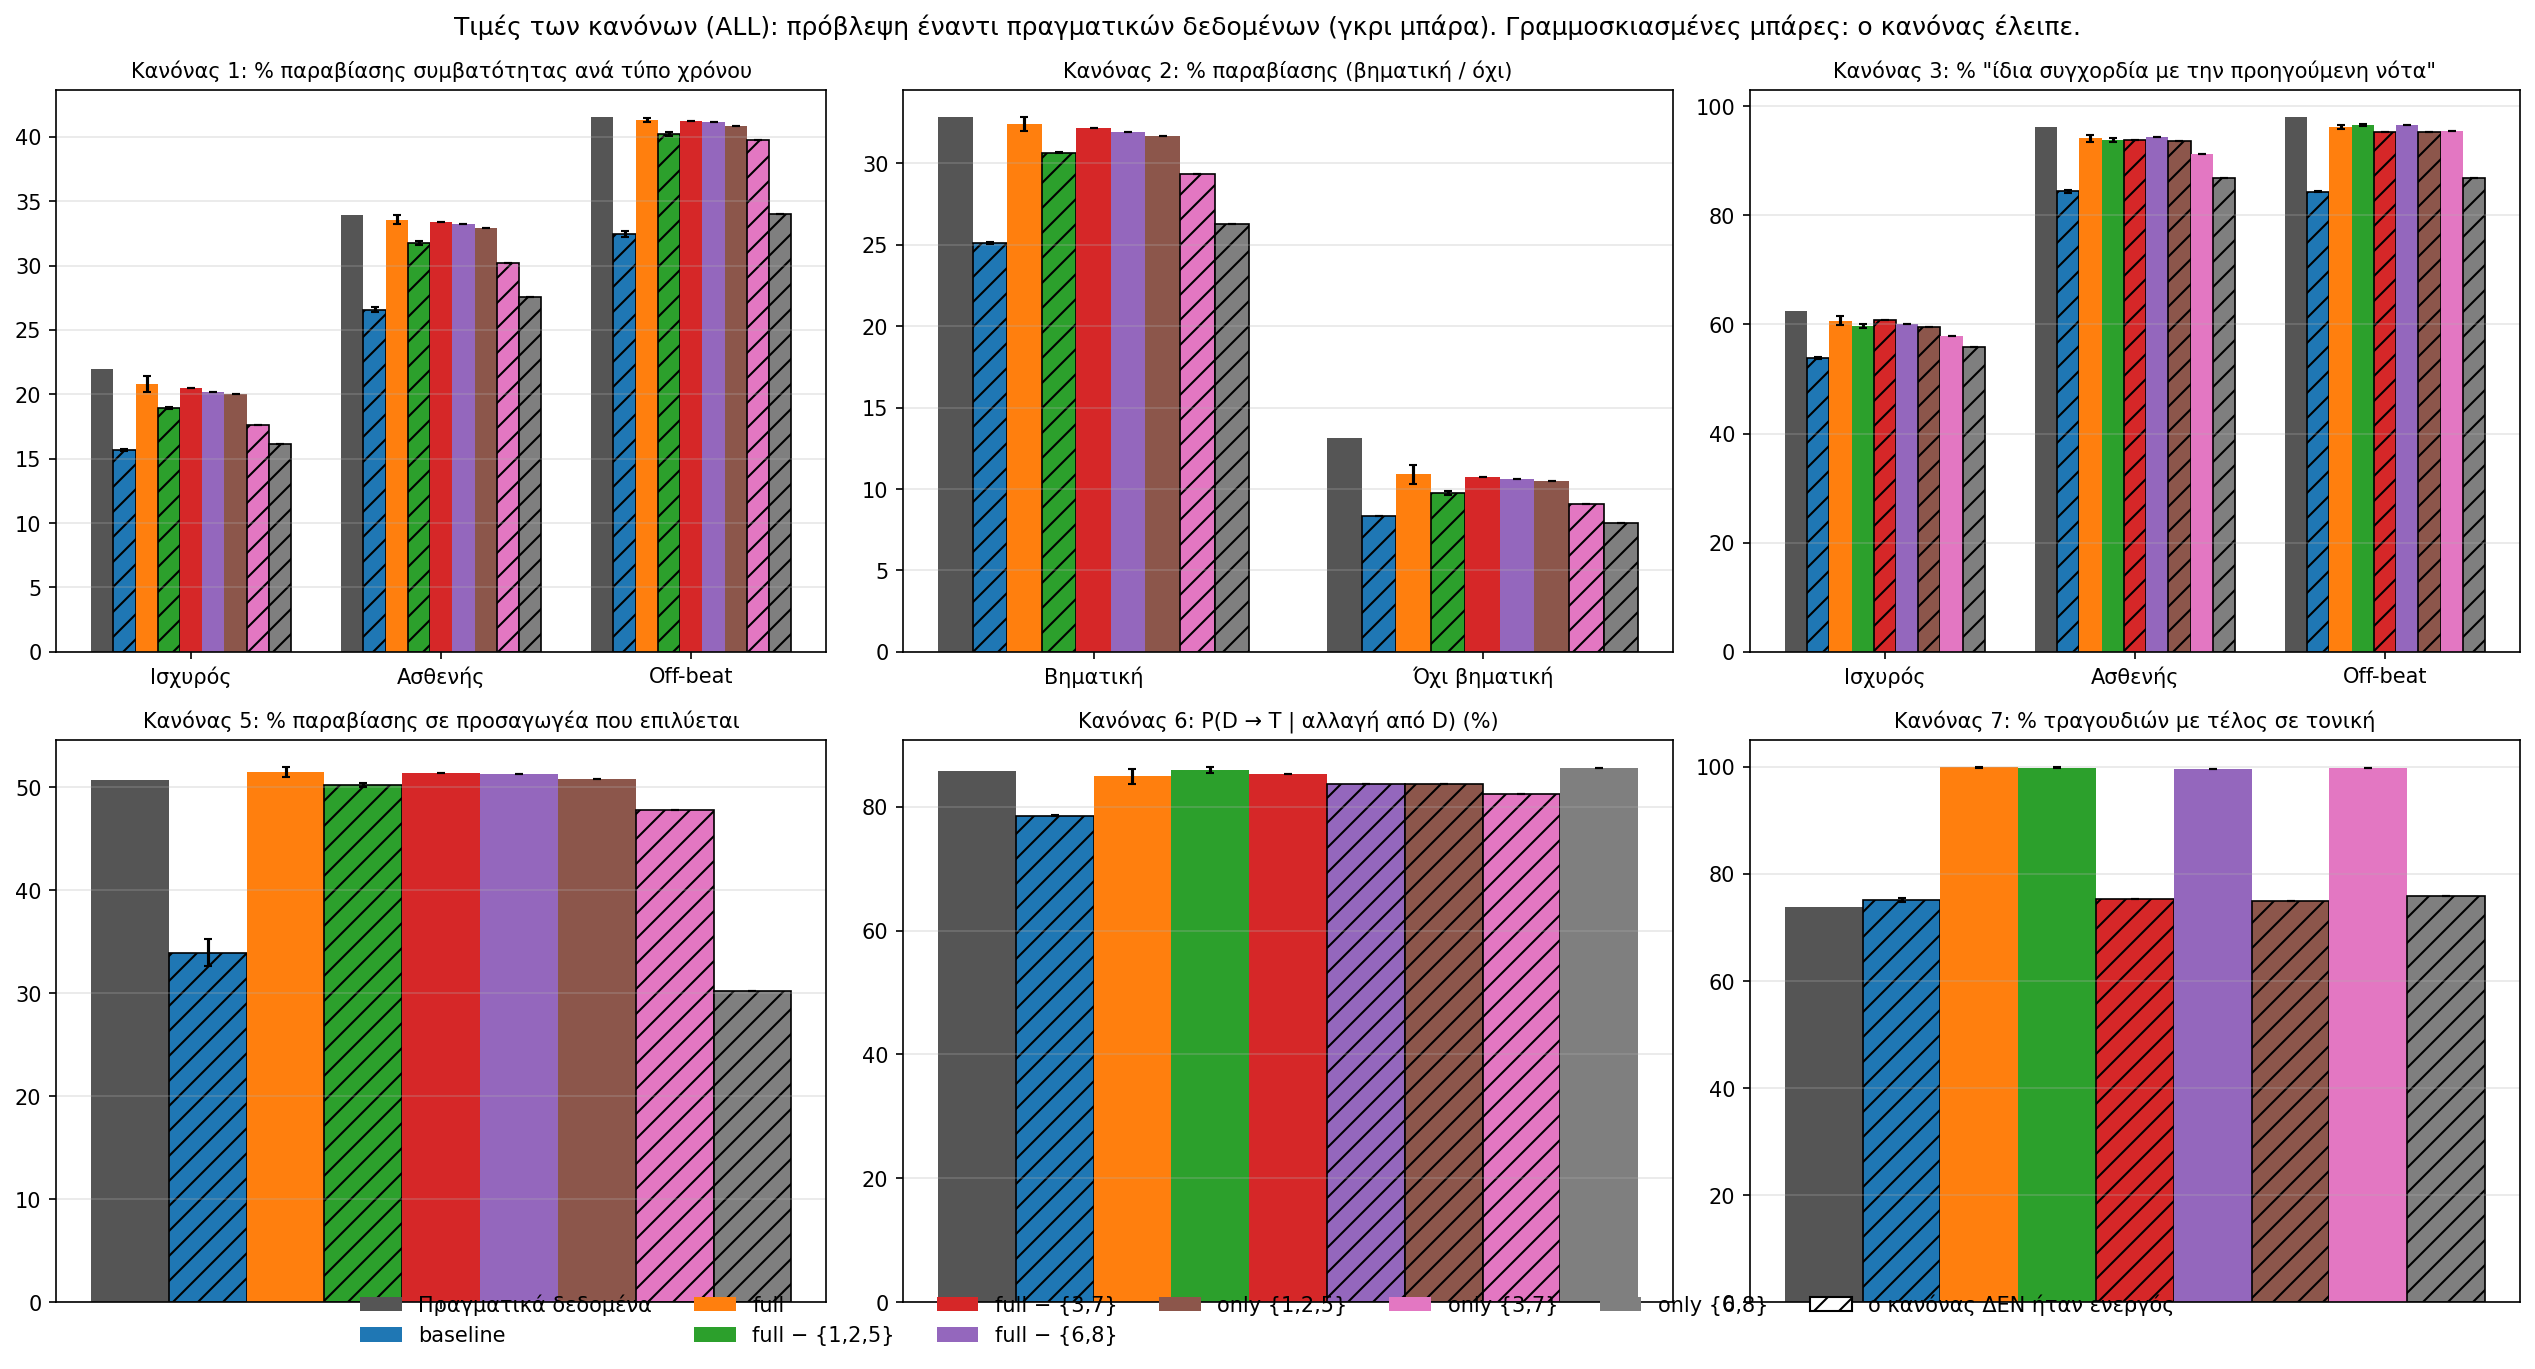 Τιμές των κανόνων (ALL): πρόβλεψη έναντι πραγματικών δεδομένων (γκρι μπάρα). Γραμμοσκιασμένες μπάρες: ο κανόνας έλειπε.
Κανόνας 1: % παραβίασης συμβατότητας ανά τύπο χρόνου
40
35
30
25
20
15
10
5
0
Ισχυρός
Ασθενής
Off-beat
Κανόνας 2: % παραβίασης (βηματική / όχι)
30
25
20
15
10
5
0
Βηματική
Όχι βηματική
Κανόνας 3: % "ίδια συγχορδία με την προηγούμενη νότα"
100
80
60
40
20
0
Ισχυρός
Ασθενής
Off-beat
Κανόνας 5: % παραβίασης σε προσαγωγέα που επιλύεται
50
40
30
20
10
0
Κανόνας 6: P(D → T | αλλαγή από D) (%)
80
60
40
20
0
Κανόνας 7: % τραγουδιών με τέλος σε τονική
100
80
60
40
20
0
Πραγματικά δεδομένα
baseline
full
full − {1,2,5}
full − {3,7}
full − {6,8}
only {1,2,5}
only {3,7}
only {6,8}
ο κανόνας ΔΕΝ ήταν ενεργός